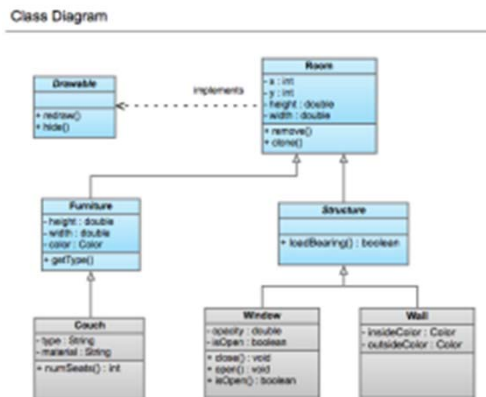 Class Diagram
Drawable
+ redraw()
+ hide()
implements
Room
- x : int
- y : int
- height : double
- width : double
+ remove()
+ clone()
Furniture
- height : double
- width : double
- color : Color
+ getType()
Structure
+ loadBearing() : boolean
Couch
- type : String
- material : String
+ numSeats() : int
Window
- opacity : double
- isOpen : boolean
+ close() : void
+ open() : void
+ isOpen() : boolean
Wall
- insideColor : Color
- outsideColor : Color